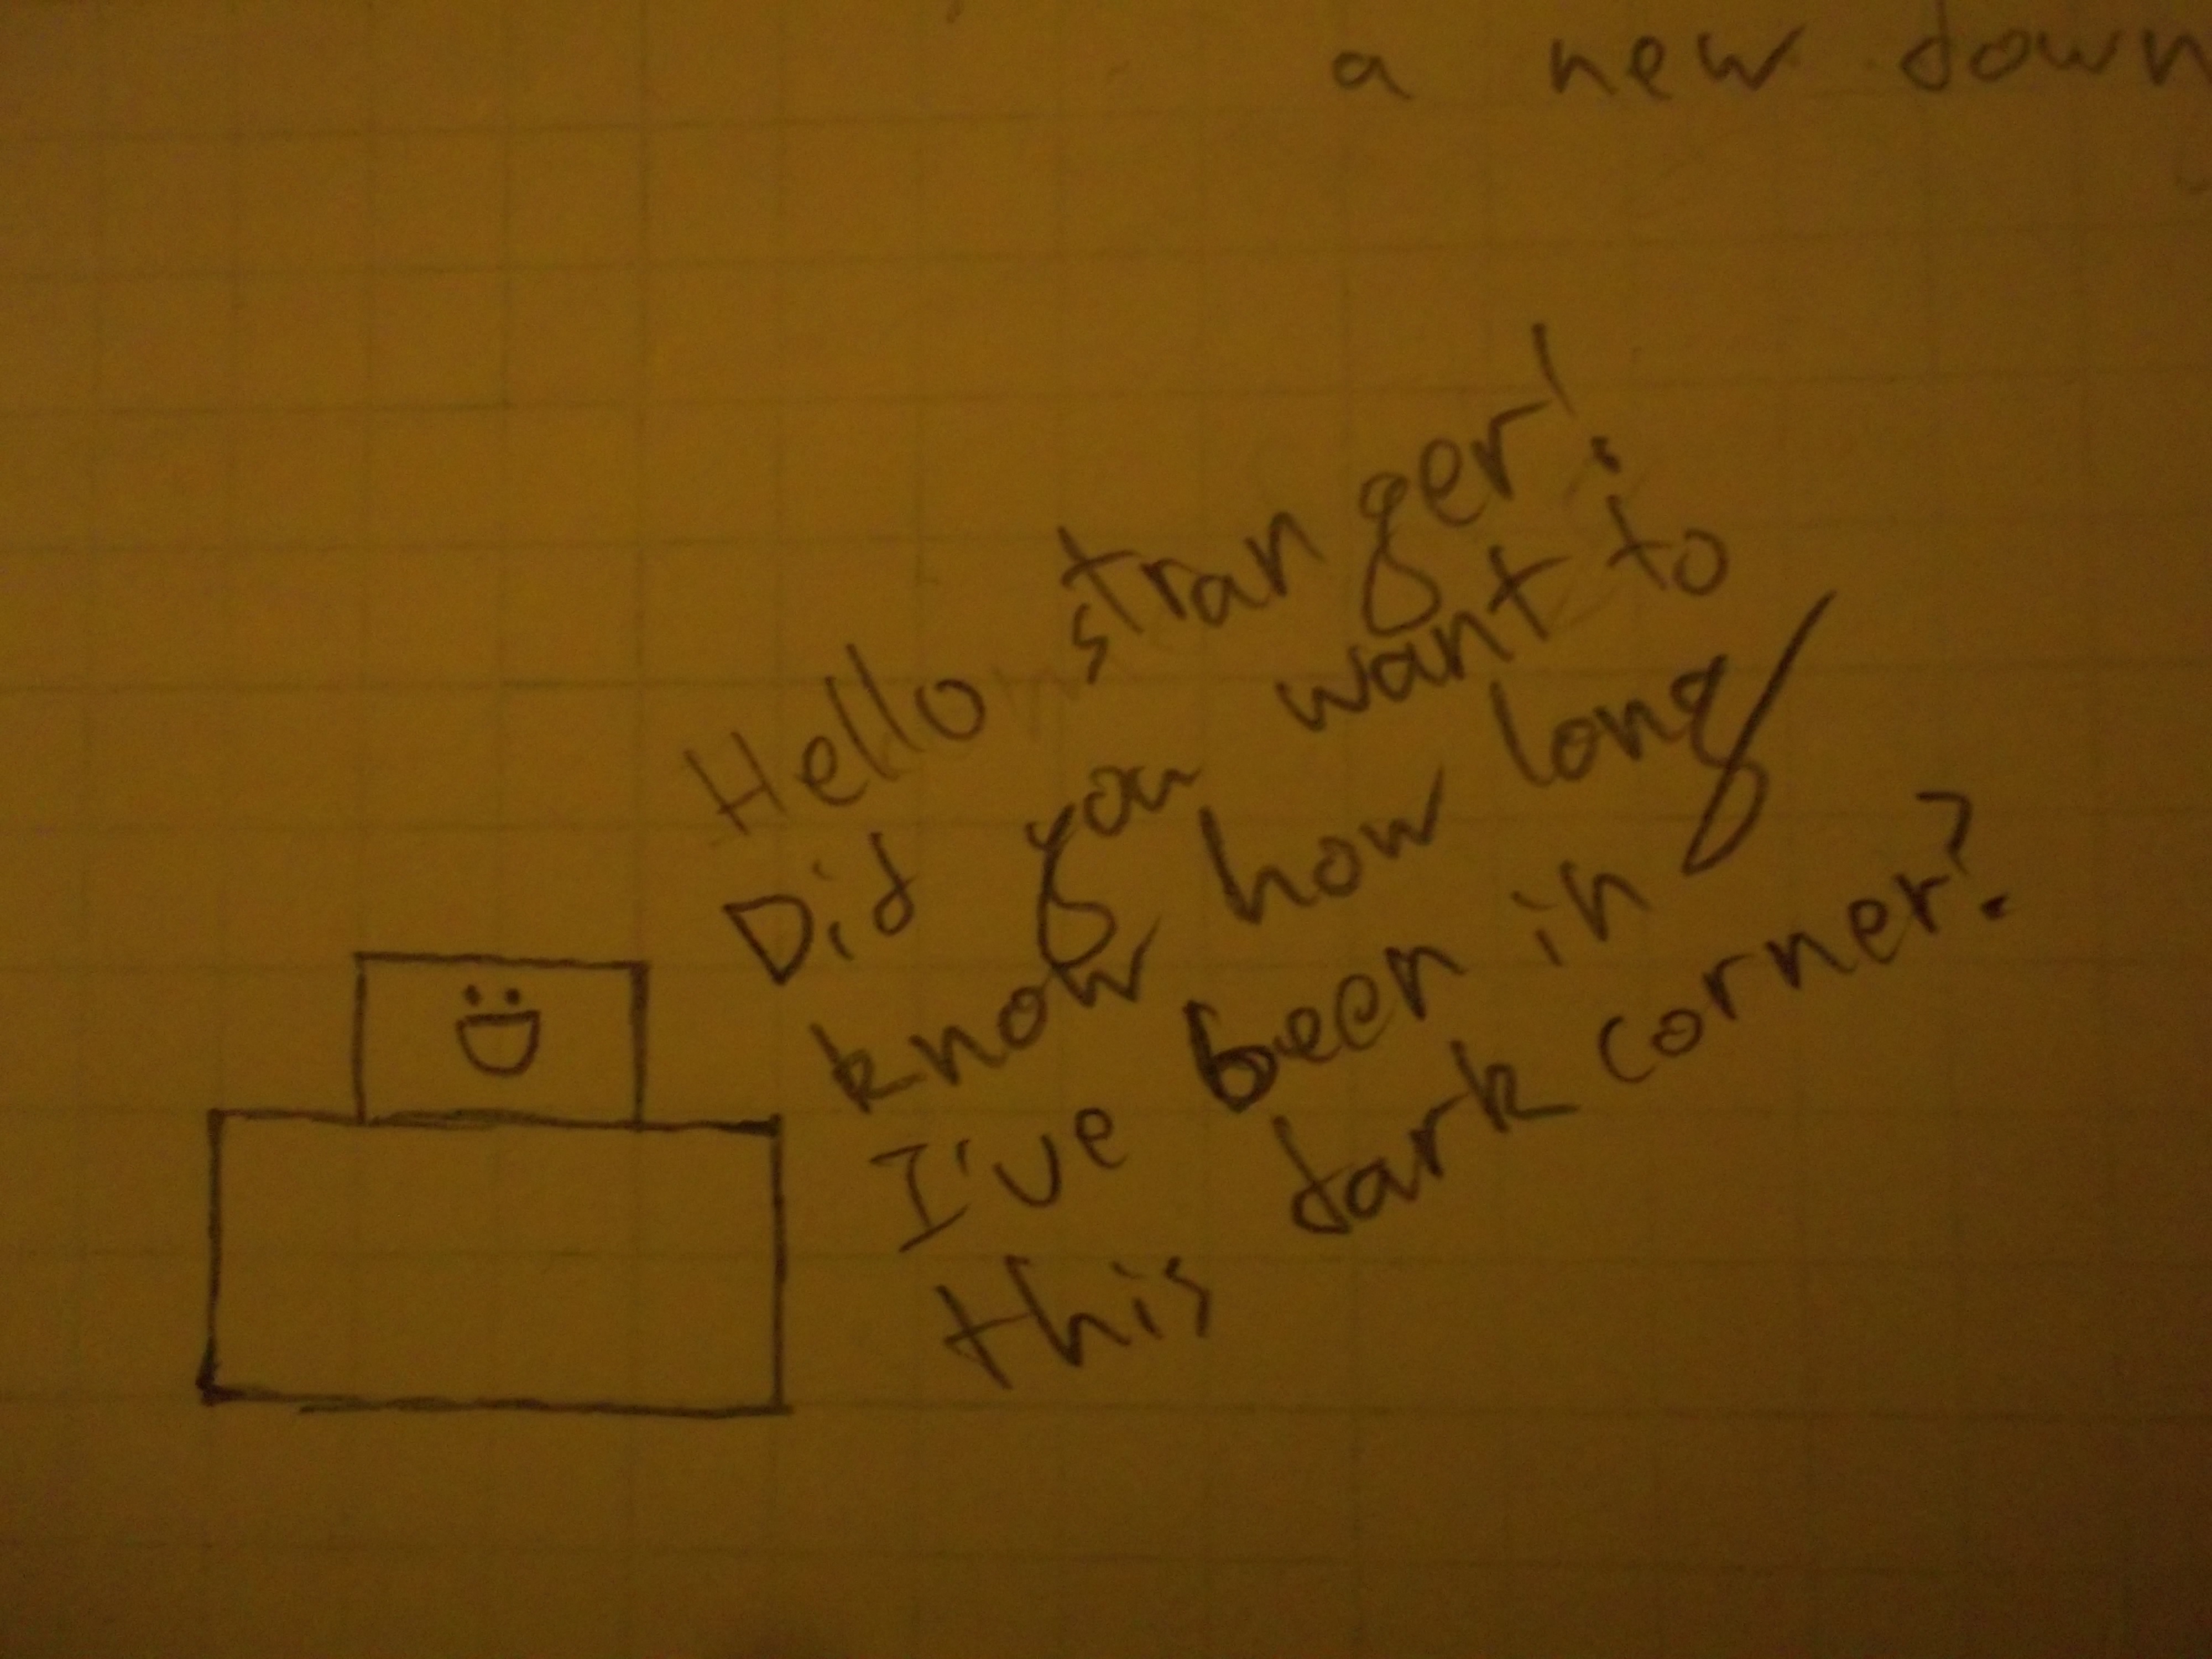 a new down
Hello stranger!
Did you want to
know how long
I've been in
this dark corner?